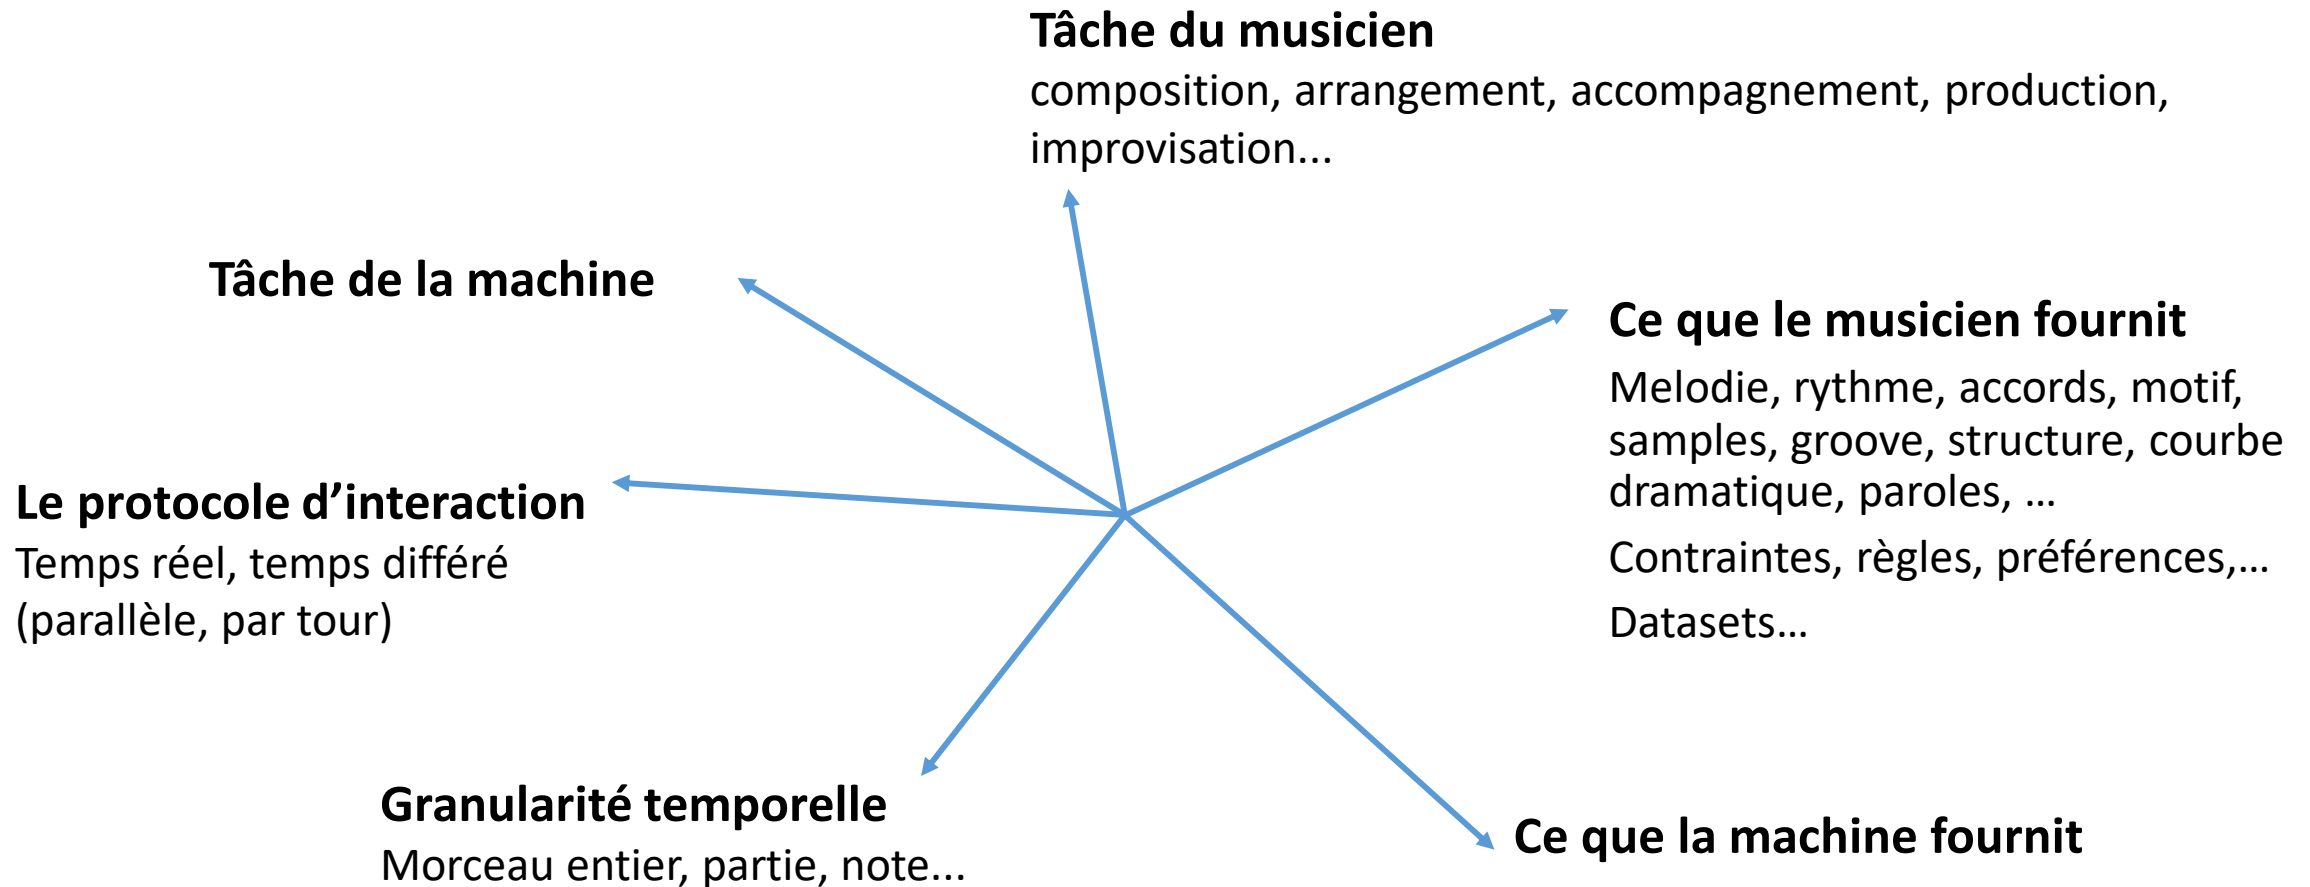 Tâche du musicien
composition, arrangement, accompagnement, production,
improvisation...
Tâche de la machine
Ce que le musicien fournit
Melodie, rythme, accords, motif,
samples, groove, structure, courbe
dramatique, paroles, …
Contraintes, règles, préférences,…
Datasets…
Le protocole d’interaction
Temps réel, temps différé
(parallèle, par tour)
Granularité temporelle
Morceau entier, partie, note...
Ce que la machine fournit